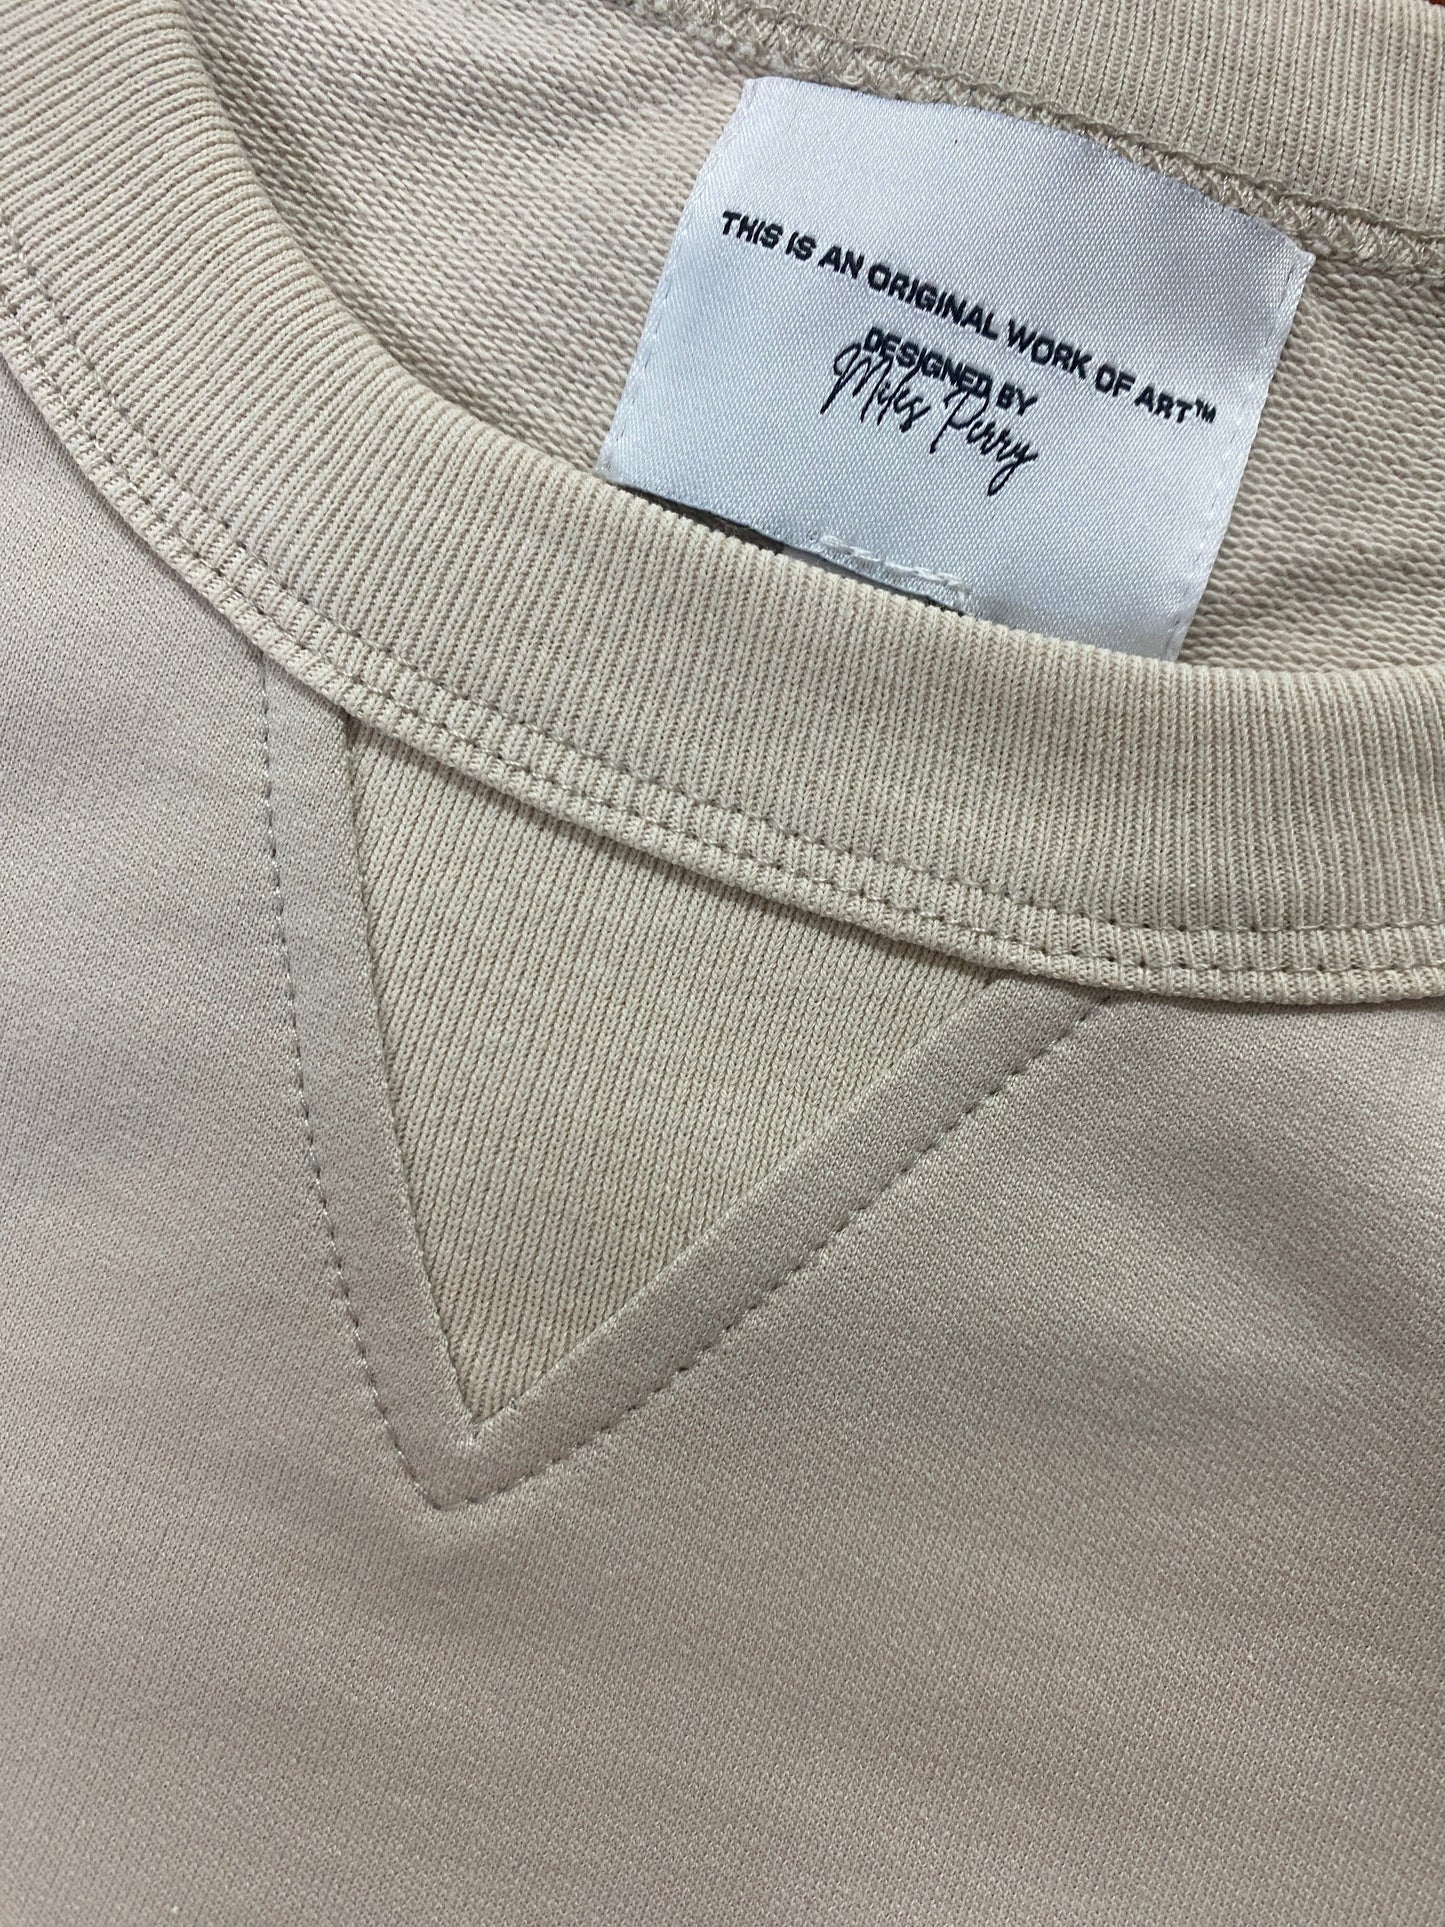 THIS IS AN ORIGINAL WORK OF ART™
DESIGNED BY
Miles Perry